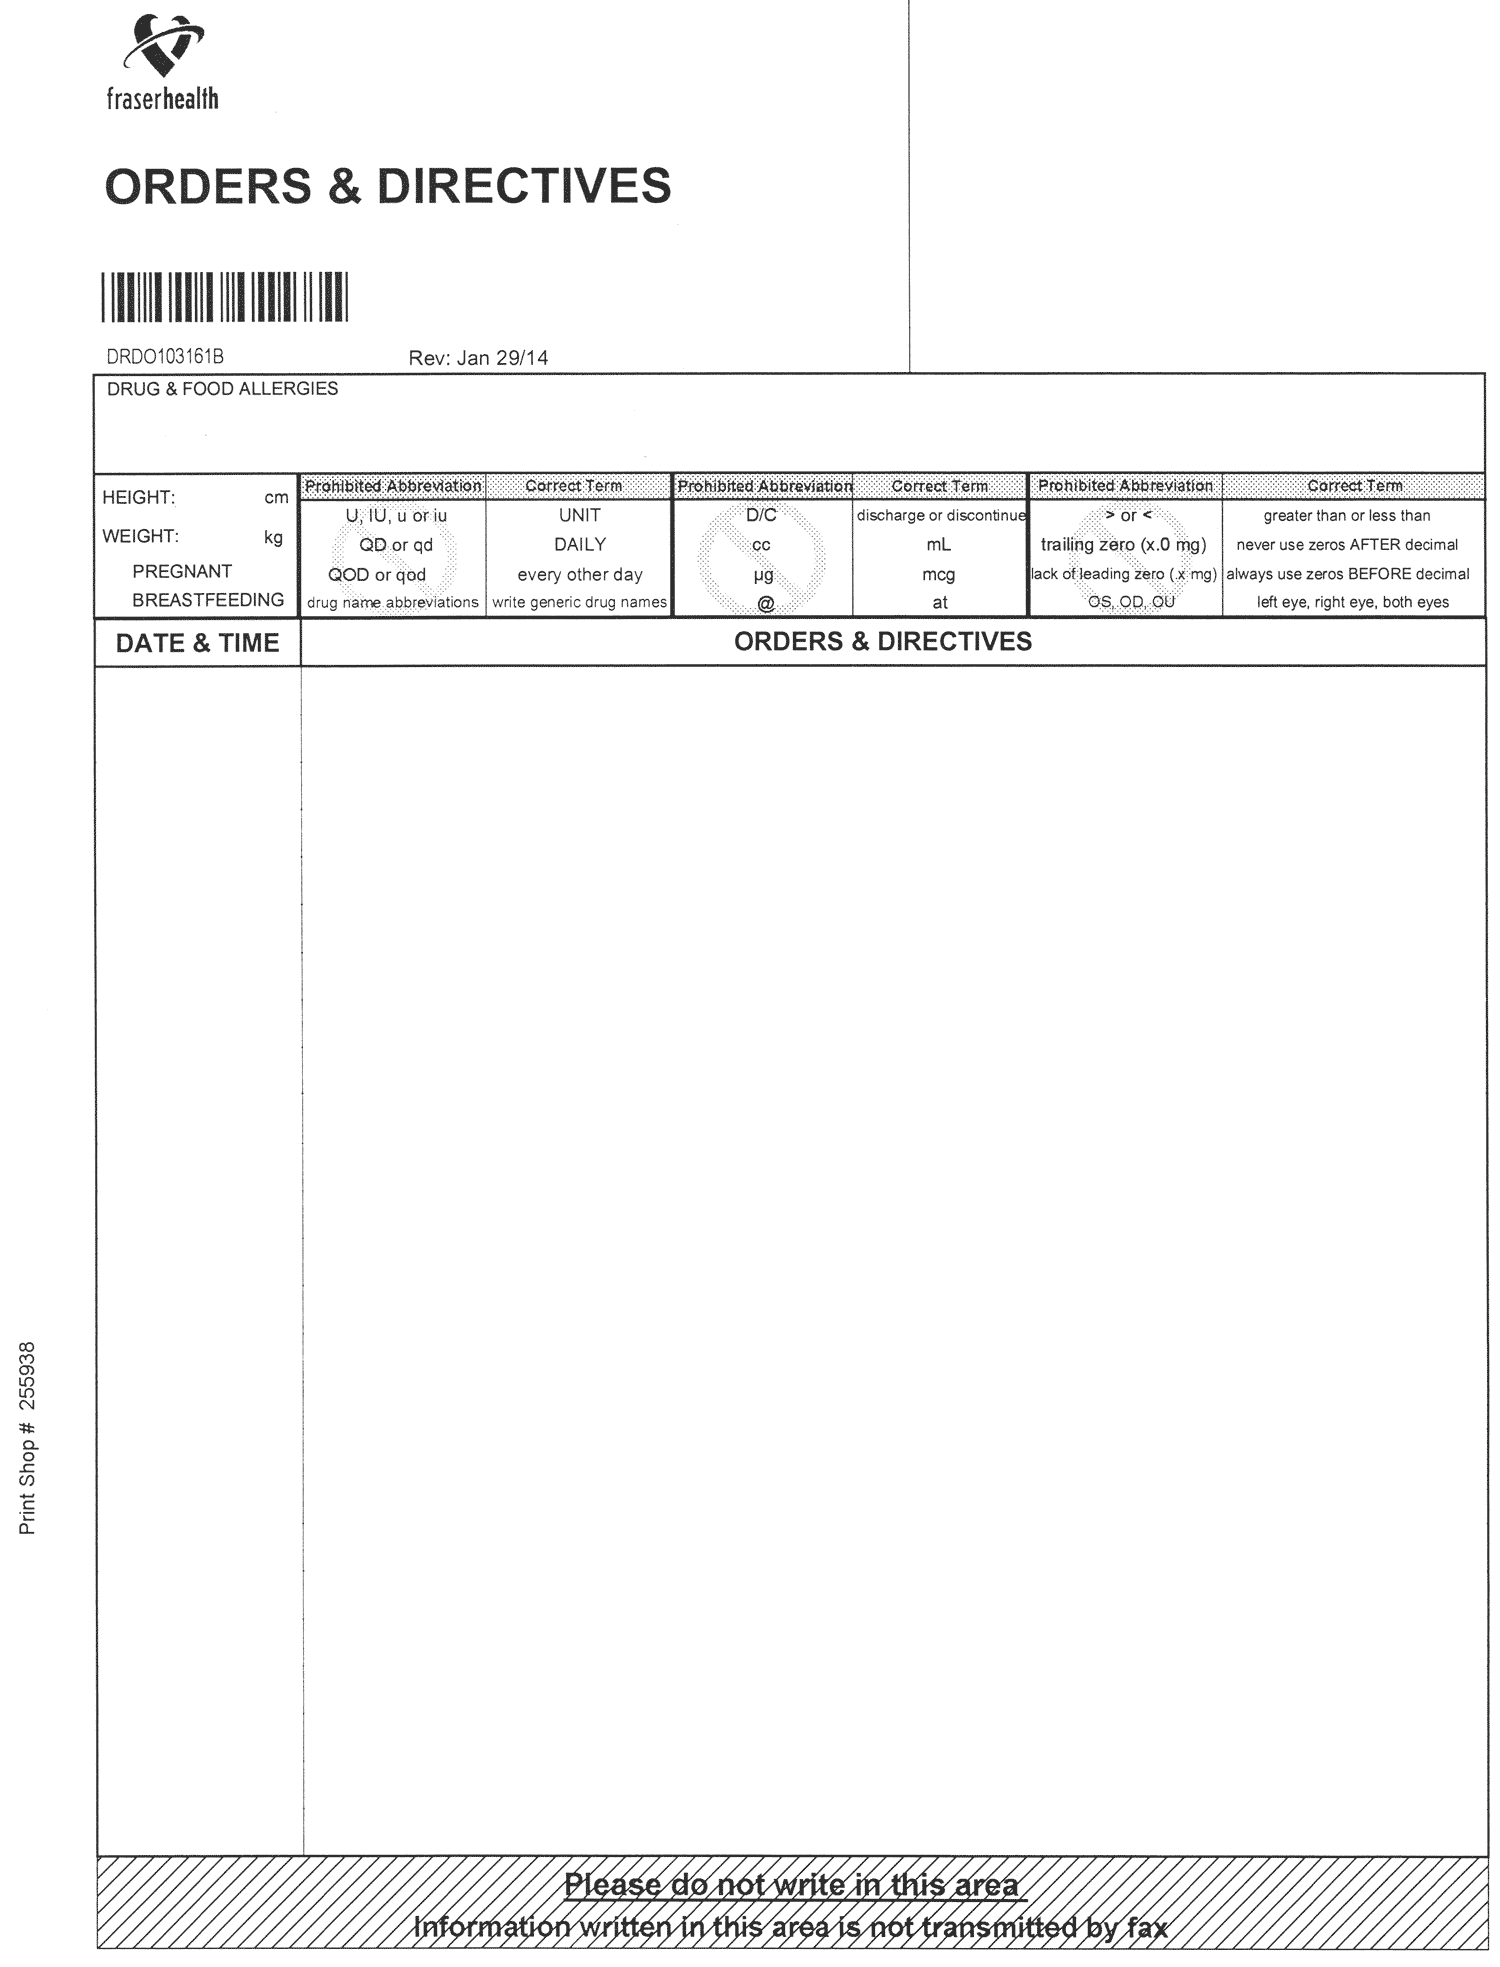 fraserhealth
ORDERS & DIRECTIVES
DRDO103161B Rev: Jan 29/14
DRUG & FOOD ALLERGIES
HEIGHT: cm
WEIGHT: kg
PREGNANT
BREASTFEEDING
Prohibited Abbreviation Correct Term Prohibited Abbreviation Correct Term Prohibited Abbreviation Correct Term
U, IU, u or iu UNIT D/C discharge or discontinue > or < greater than or less than
QD or qd DAILY cc mL trailing zero (x.0 mg) never use zeros AFTER decimal
QOD or qod every other day µg mcg lack of leading zero (.x mg) always use zeros BEFORE decimal
drug name abbreviations write generic drug names @ at OS, OD, OU left eye, right eye, both eyes
DATE & TIME ORDERS & DIRECTIVES
Print Shop # 255938
Please do not write in this area
Information written in this area is not transmitted by fax